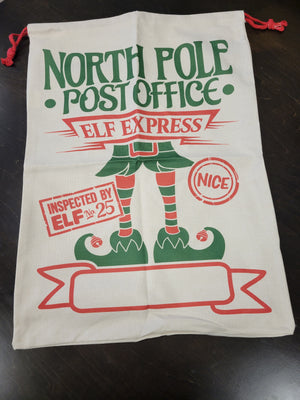 NORTH POLE
• POST OFFICE •
ELF EXPRESS
NICE
INSPECTED BY
ELF No 25